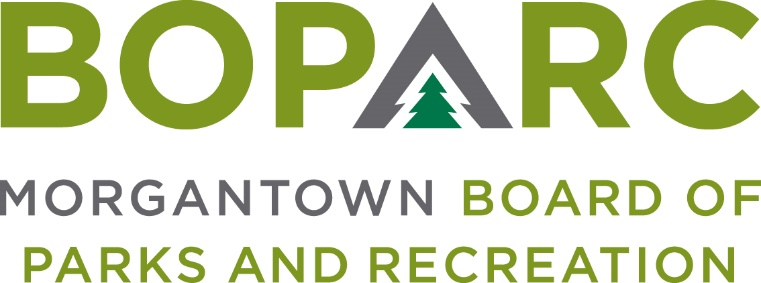 BOPARC
MORGANTOWN BOARD OF
PARKS AND RECREATION